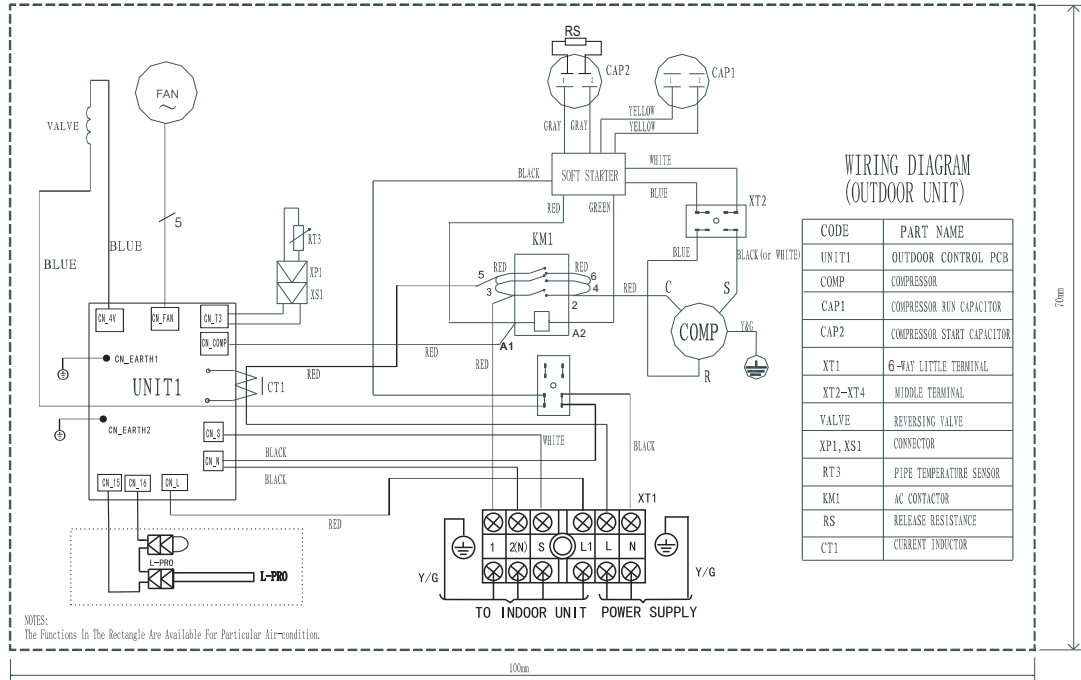 RS
CAP2
CAP1
1 2
1 2
FAN
~
VALVE
GRAY
GRAY
YELLOW
YELLOW
SOFT STARTER
BLACK
WHITE
BLUE
RED
GREEN
XT2
5
BLUE
BLUE
RT3
XP1
XS1
KM1
5
RED
RED
6
3
4
2
RED
A1
A2
BLUE
BLACK(or WHITE)
C
S
COMP
Y&G
R
CN_4V
CN_FAN
CN_T3
CN_COMP
RED
RED
RED
CN_EARTH1
UNIT1
CT1
CN_EARTH2
CN_S
CN_N
BLACK
BLACK
WHITE
BLACK
CN_15
CN_16
CN_L
RED
XT1
1
2(N)
S
L1
L
N
Y/G
Y/G
TO INDOOR UNIT
POWER SUPPLY
L-PRO
L-PRO
NOTES:
The Functions In The Rectangle Are Available For Particular Air-condition.
WIRING DIAGRAM
(OUTDOOR UNIT)
CODE PART NAME
UNIT1 OUTDOOR CONTROL PCB
COMP COMPRESSOR
CAP1 COMPRESSOR RUN CAPACITOR
CAP2 COMPRESSOR START CAPACITOR
XT1 6-WAY LITTLE TERMINAL
XT2-XT4 MIDDLE TERMINAL
VALVE REVERSING VALVE
XP1, XS1 CONNECTOR
RT3 PIPE TEMPERATURE SENSOR
KM1 AC CONTACTOR
RS RELEASE RESISTANCE
CT1 CURRENT INDUCTOR
70mm
100mm